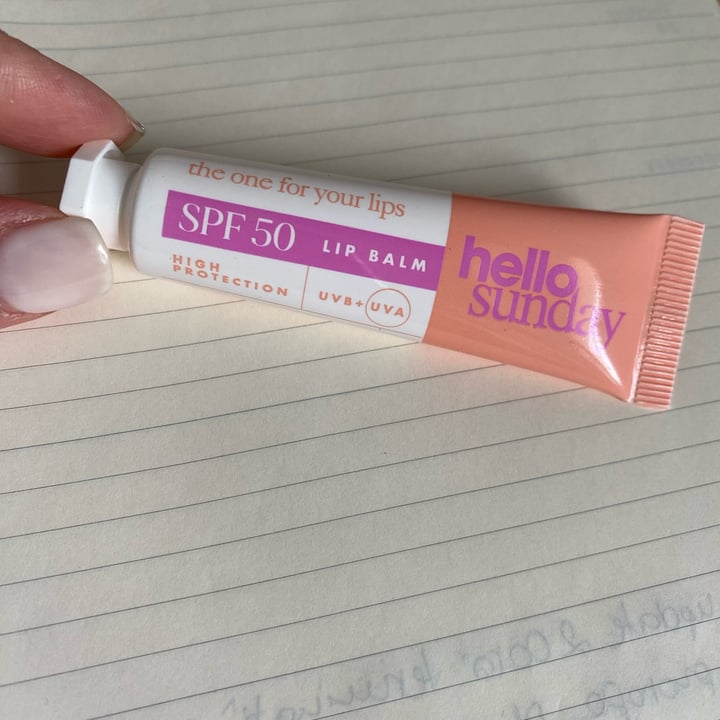 the one for your lips
SPF 50 LIP BALM
HIGH
PROTECTION
UVB+ UVA
hello
sunday